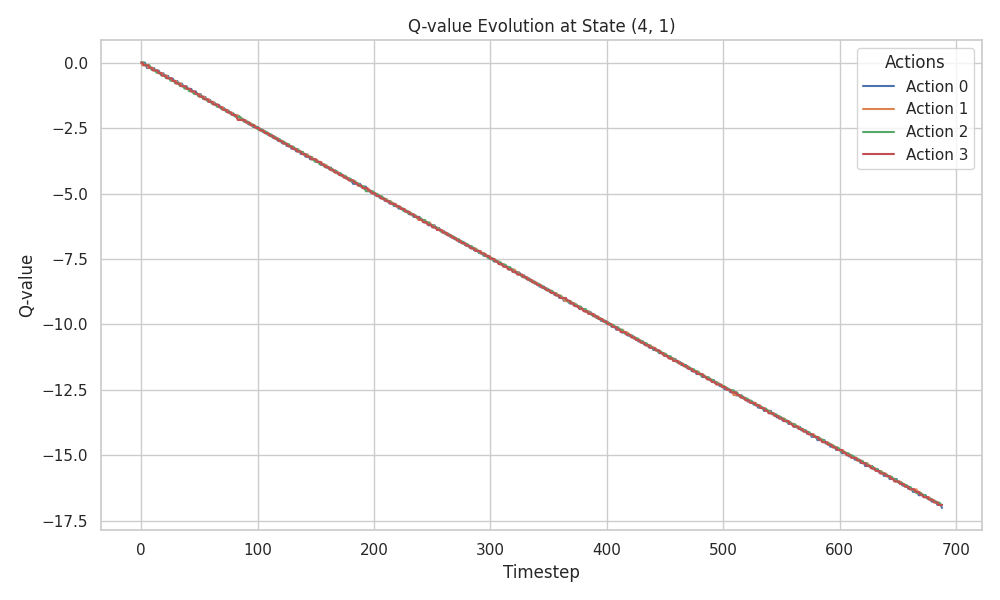 Q-value Evolution at State (4, 1)
Actions
Action 0
Action 1
Action 2
Action 3
Q-value
0.0
−2.5
−5.0
−7.5
−10.0
−12.5
−15.0
−17.5
0 100 200 300 400 500 600 700
Timestep